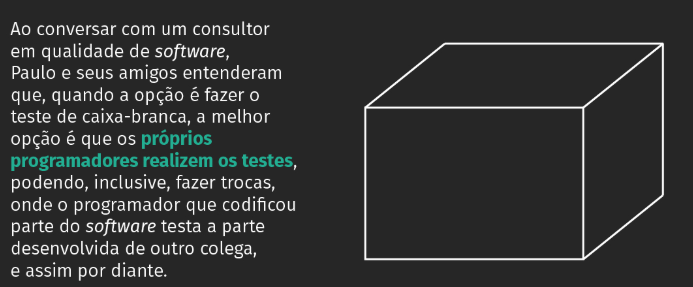 Ao conversar com um consultor
em qualidade de software,
Paulo e seus amigos entenderam
que, quando a opção é fazer o
teste de caixa-branca, a melhor
opção é que os próprios
programadores realizem os testes,
podendo, inclusive, fazer trocas,
onde o programador que codificou
parte do software testa a parte
desenvolvida de outro colega,
e assim por diante.